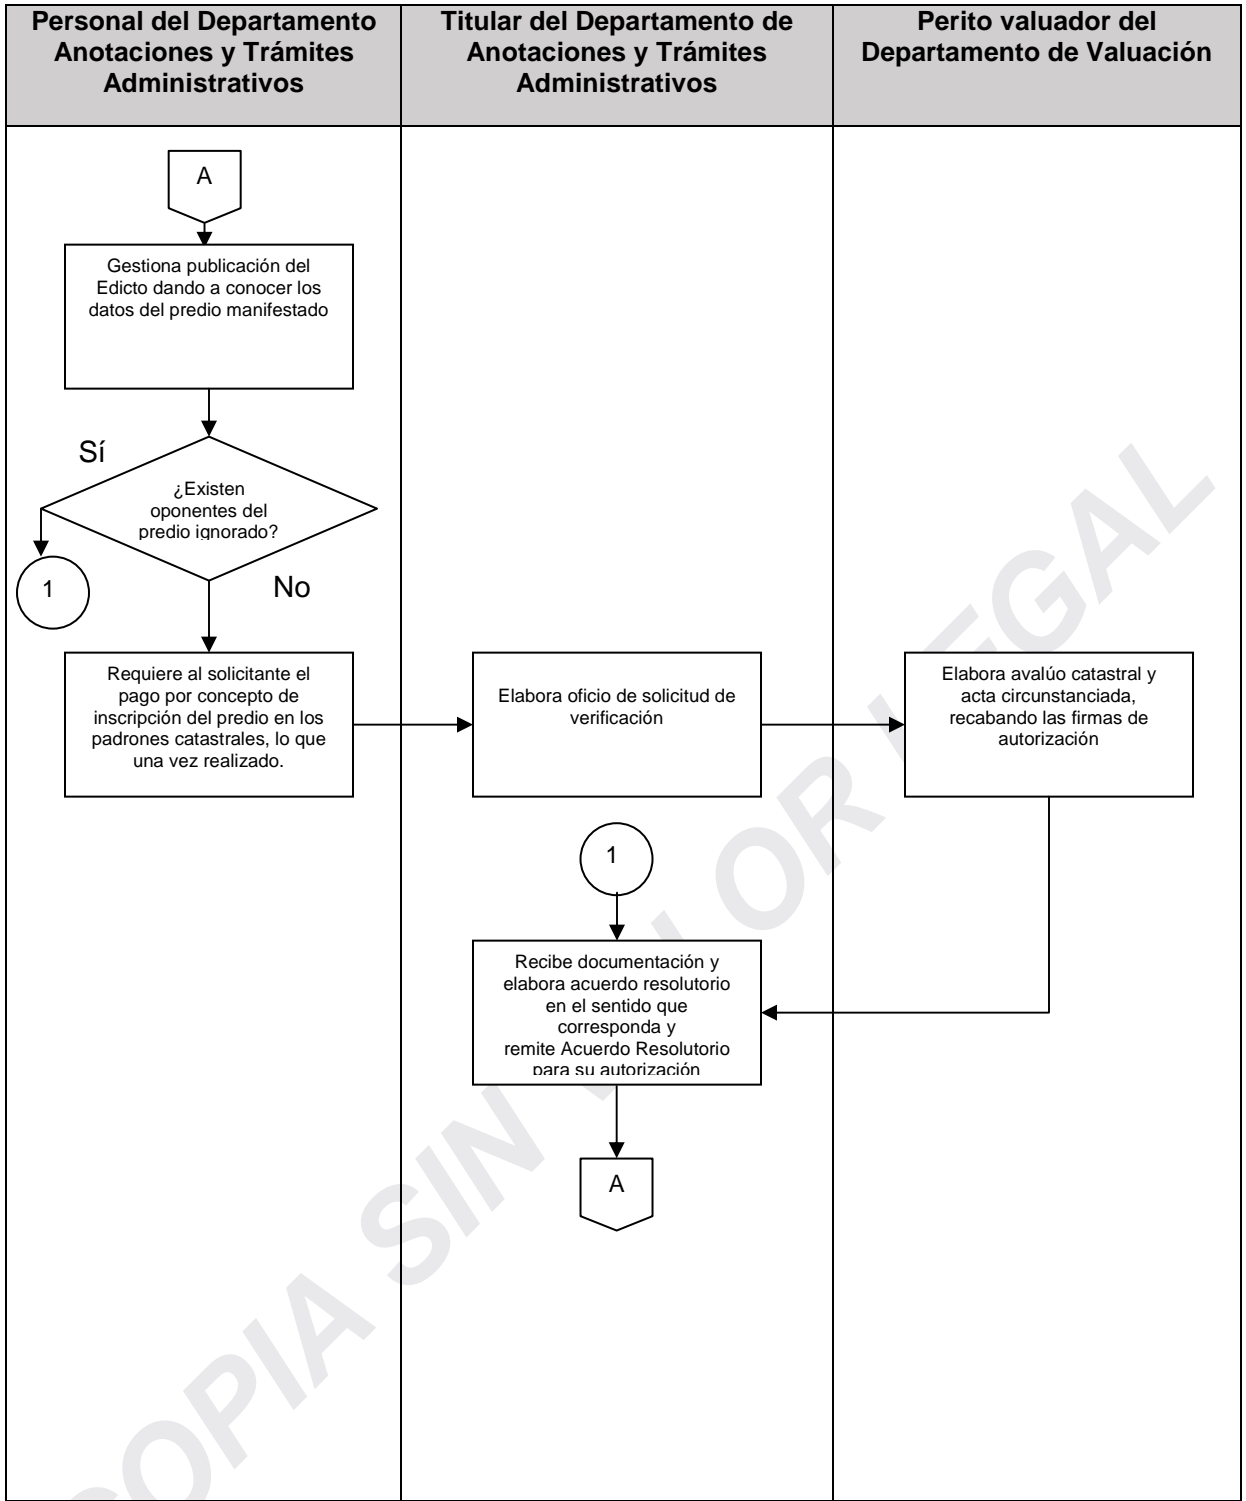 Personal del Departamento
Anotaciones y Trámites
Administrativos
Titular del Departamento de
Anotaciones y Trámites
Administrativos
Perito valuador del
Departamento de Valuación
A
Gestiona publicación del
Edicto dando a conocer los
datos del predio manifestado
Sí
¿Existen
oponentes del
predio ignorado?
1
No
Requiere al solicitante el
pago por concepto de
inscripción del predio en los
padrones catastrales, lo que
una vez realizado.
Elabora oficio de solicitud de
verificación
Elabora avalúo catastral y
acta circunstanciada,
recabando las firmas de
autorización
1
Recibe documentación y
elabora acuerdo resolutorio
en el sentido que
corresponda y
remite Acuerdo Resolutorio
para su autorización
A
COPIA SIN VALOR LEGAL